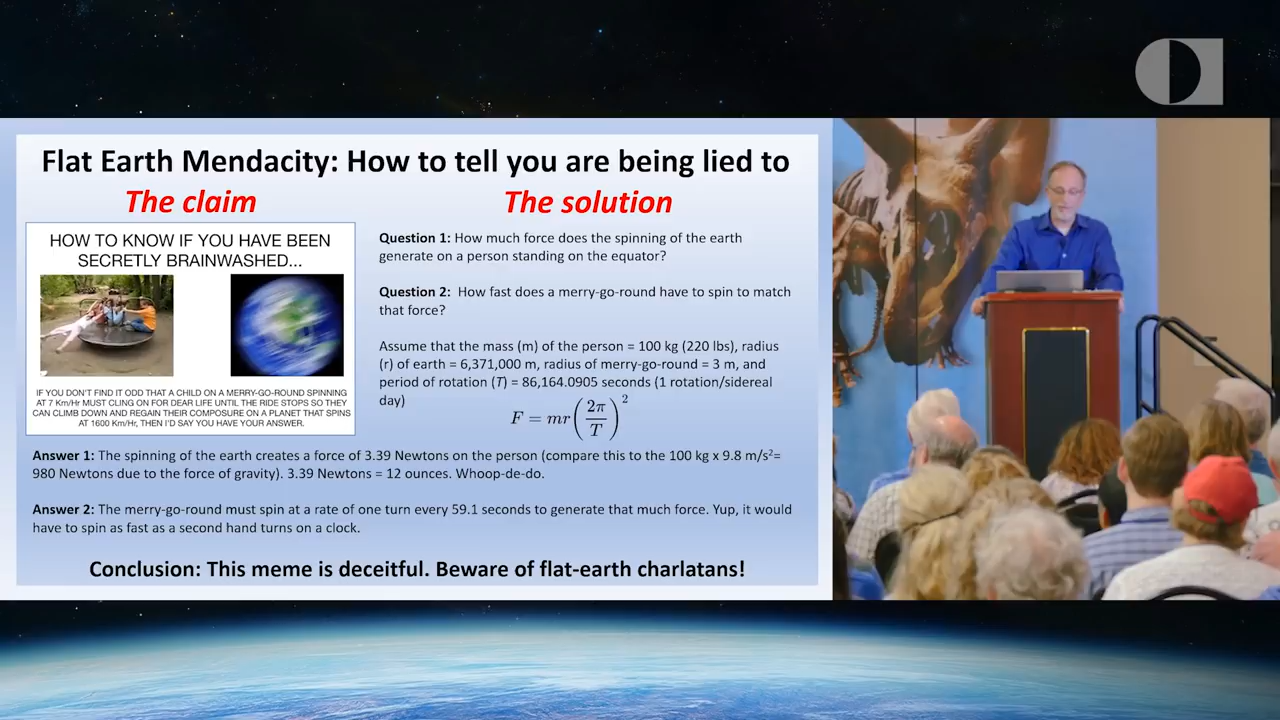 Flat Earth Mendacity: How to tell you are being lied to
The claim
The solution
HOW TO KNOW IF YOU HAVE BEEN
SECRETLY BRAINWASHED...
IF YOU DON'T FIND IT ODD THAT A CHILD ON A MERRY-GO-ROUND SPINNING
AT 7 Km/Hr MUST CLING ON FOR DEAR LIFE UNTIL THE RIDE STOPS SO THEY
CAN CLIMB DOWN AND REGAIN THEIR COMPOSURE ON A PLANET THAT SPINS
AT 1600 Km/Hr, THEN I'D SAY YOU HAVE YOUR ANSWER.
Question 1: How much force does the spinning of the earth
generate on a person standing on the equator?
Question 2: How fast does a merry-go-round have to spin to match
that force?
Assume that the mass (m) of the person = 100 kg (220 lbs), radius
(r) of earth = 6,371,000 m, radius of merry-go-round = 3 m, and
period of rotation (T) = 86,164.0905 seconds (1 rotation/sidereal
day)
F = mr(2π/T)²
Answer 1: The spinning of the earth creates a force of 3.39 Newtons on the person (compare this to the 100 kg x 9.8 m/s²=
980 Newtons due to the force of gravity). 3.39 Newtons = 12 ounces. Whoop-de-do.
Answer 2: The merry-go-round must spin at a rate of one turn every 59.1 seconds to generate that much force. Yup, it would
have to spin as fast as a second hand turns on a clock.
Conclusion: This meme is deceitful. Beware of flat-earth charlatans!